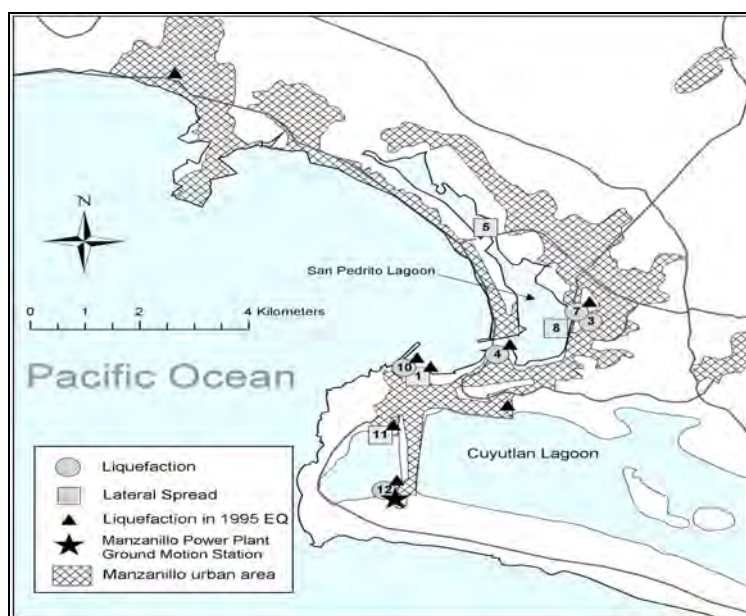 5
N
San Pedrito Lagoon
7
3
8
0 1 2 4 Kilometers
4
10
1
Pacific Ocean
11
Cuyutlan Lagoon
12
Liquefaction
Lateral Spread
Liquefaction in 1995 EQ
Manzanillo Power Plant
Ground Motion Station
Manzanillo urban area